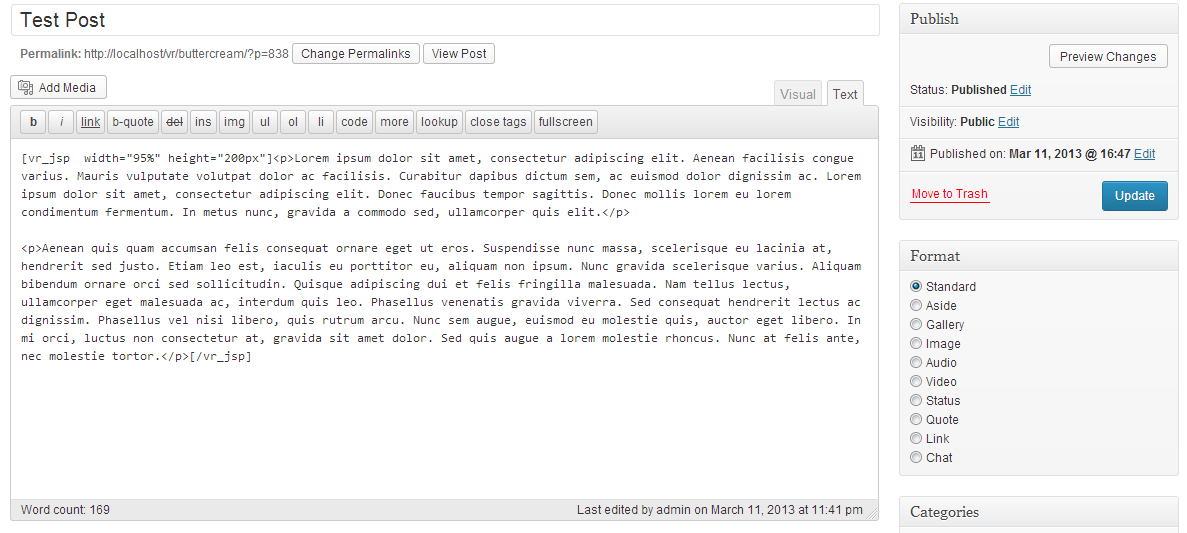 Test Post
Permalink: http://localhost/vr/buttercream/?p=838 Change Permalinks View Post
Add Media
Visual Text
b i link b-quote del ins img ul ol li code more lookup close tags fullscreen
[vr_jsp  width="95%" height="200px"]<p>Lorem ipsum dolor sit amet, consectetur adipiscing elit. Aenean facilisis congue
varius. Mauris vulputate volutpat dolor ac facilisis. Curabitur dapibus dictum sem, ac euismod dolor dignissim ac. Lorem
ipsum dolor sit amet, consectetur adipiscing elit. Donec faucibus tempor sagittis. Donec mollis lorem eu lorem
condimentum fermentum. In metus nunc, gravida a commodo sed, ullamcorper quis elit.</p>
<p>Aenean quis quam accumsan felis consequat ornare eget ut eros. Suspendisse nunc massa, scelerisque eu lacinia at,
hendrerit sed justo. Etiam leo est, iaculis eu porttitor eu, aliquam non ipsum. Nunc gravida scelerisque varius. Aliquam
bibendum ornare orci sed sollicitudin. Quisque adipiscing dui et felis fringilla malesuada. Nam tellus lectus,
ullamcorper eget malesuada ac, interdum quis leo. Phasellus venenatis gravida viverra. Sed consequat hendrerit lectus ac
dignissim. Phasellus vel nisi libero, quis rutrum arcu. Nunc sem augue, euismod eu molestie quis, auctor eget libero. In
mi orci, luctus non consectetur at, gravida sit amet dolor. Sed quis augue a lorem molestie rhoncus. Nunc at felis ante,
nec molestie tortor.</p>[/vr_jsp]
Word count: 169
Last edited by admin on March 11, 2013 at 11:41 pm
Publish
Preview Changes
Status: Published Edit
Visibility: Public Edit
11 Published on: Mar 11, 2013 @ 16:47 Edit
Move to Trash
Update
Format
Standard
Aside
Gallery
Image
Audio
Video
Status
Quote
Link
Chat
Categories